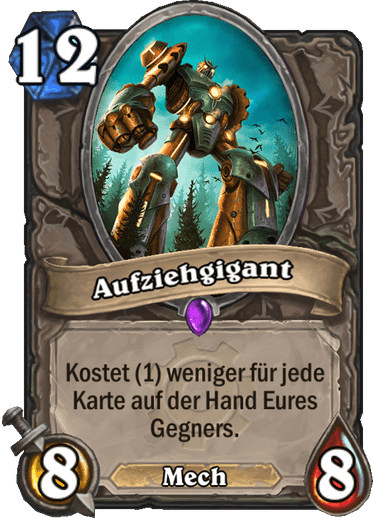 12
Aufziehgigant
Kostet (1) weniger für jede
Karte auf der Hand Eures
Gegners.
8
Mech
8